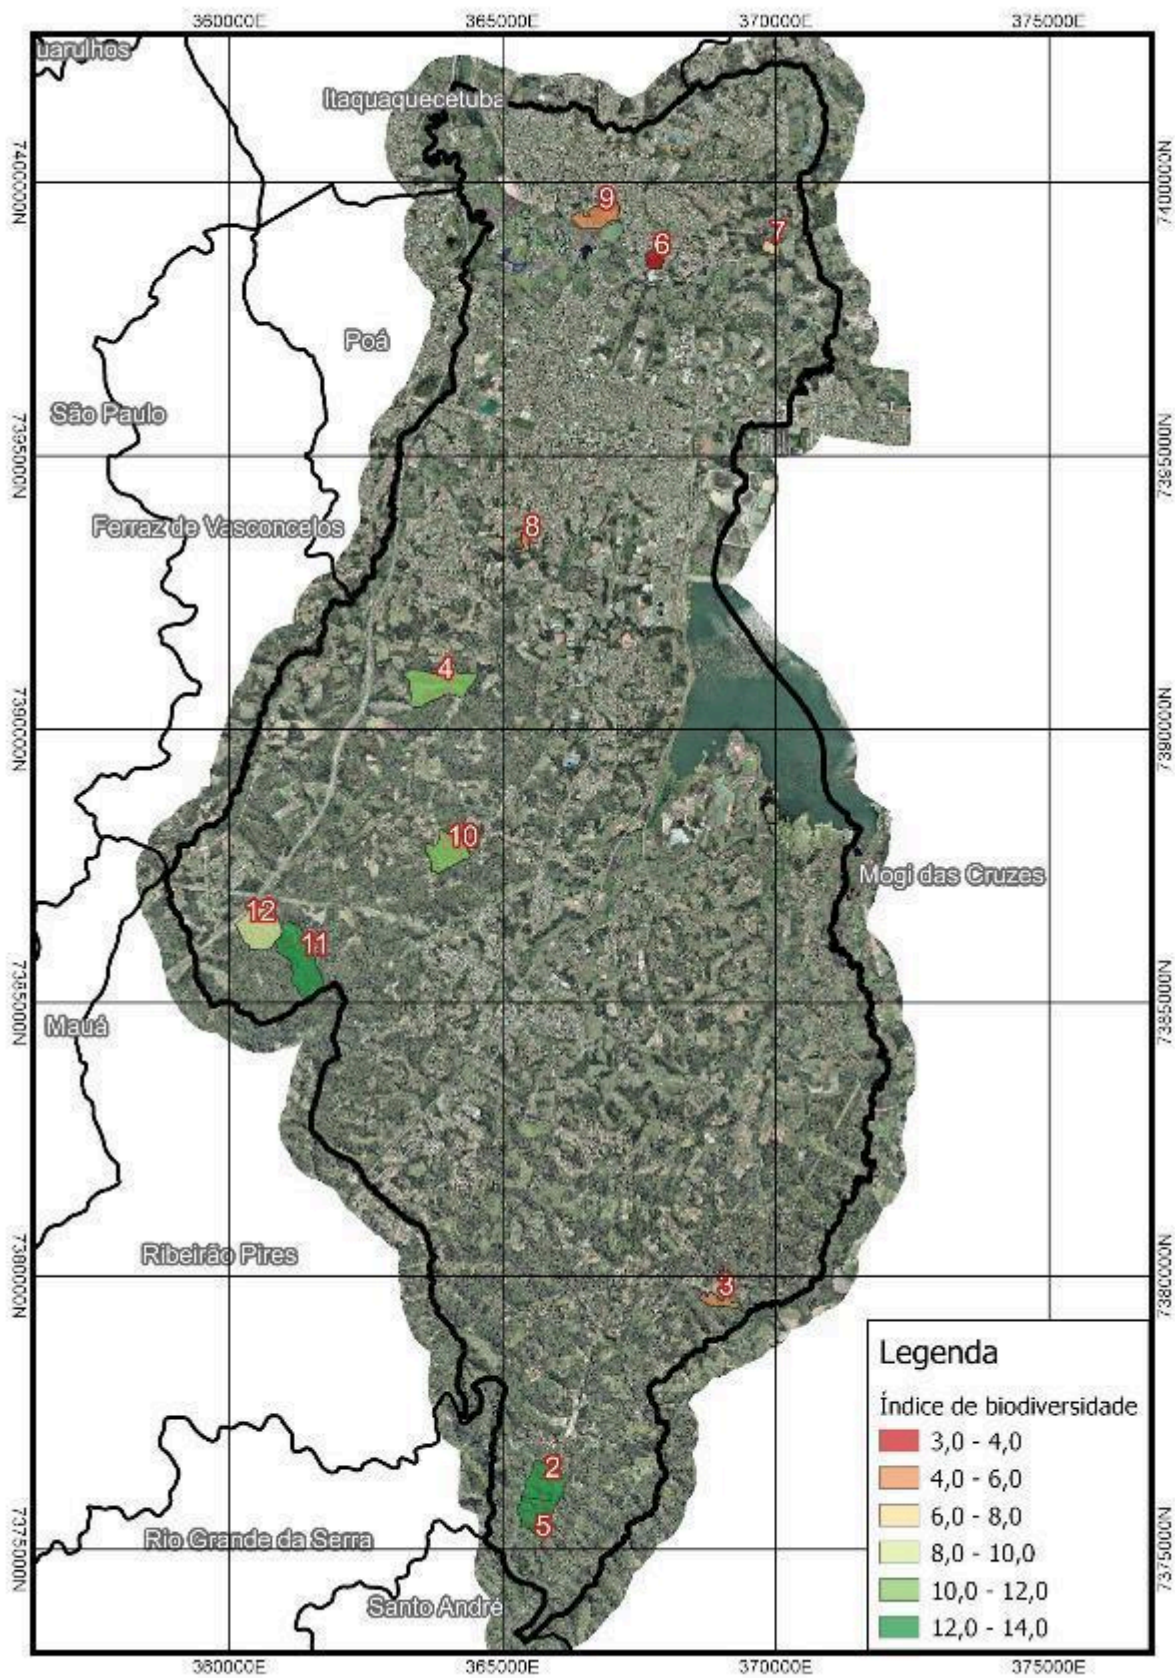 360000E
365000E
370000E
375000E
uarulhos
Itaquaquecetuba
7400000N
7400000N
9
7
6
Poá
São Paulo
7395000N
7395000N
Ferraz de Vasconcelos
8
4
7390000N
7390000N
10
Mogi das Cruzes
12
11
7385000N
7385000N
Mauá
Ribeirão Pires
7380000N
7380000N
3
Legenda
Índice de biodiversidade
3,0 - 4,0
4,0 - 6,0
6,0 - 8,0
8,0 - 10,0
10,0 - 12,0
12,0 - 14,0
2
5
Rio Grande da Serra
7375000N
7375000N
Santo André
360000E
365000E
370000E
375000E